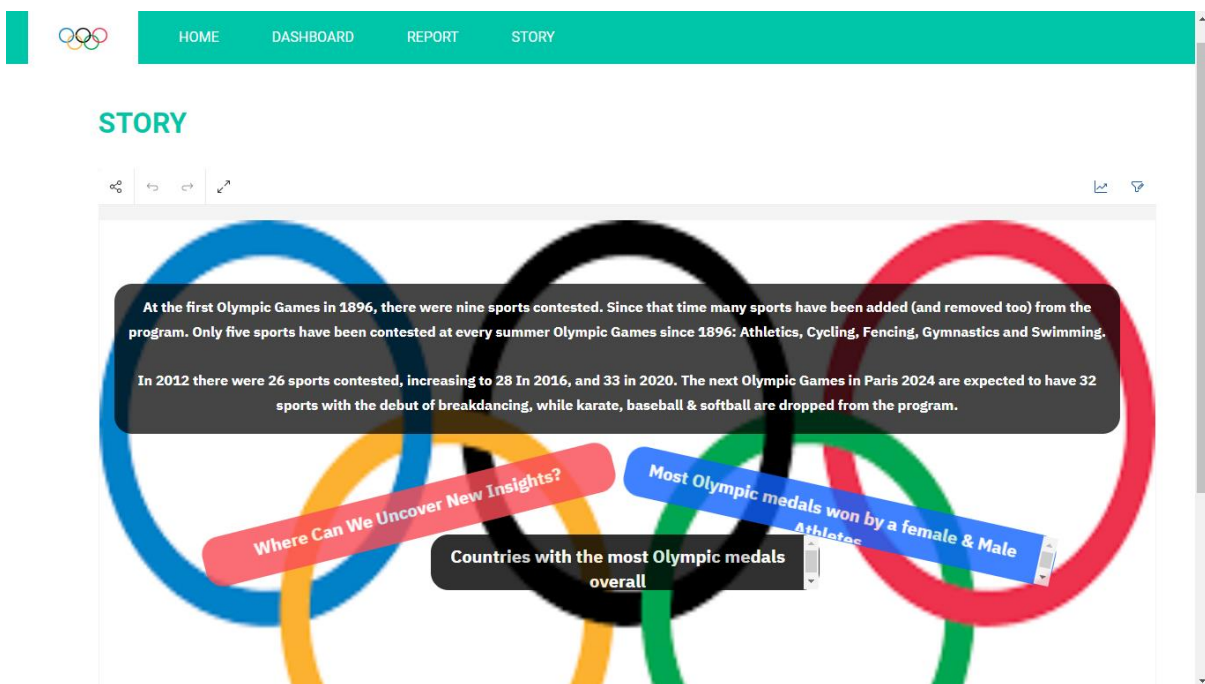 HOME DASHBOARD REPORT STORY
STORY
At the first Olympic Games in 1896, there were nine sports contested. Since that time many sports have been added (and removed too) from the
program. Only five sports have been contested at every summer Olympic Games since 1896: Athletics, Cycling, Fencing, Gymnastics and Swimming.
In 2012 there were 26 sports contested, increasing to 28 In 2016, and 33 in 2020. The next Olympic Games in Paris 2024 are expected to have 32
sports with the debut of breakdancing, while karate, baseball & softball are dropped from the program.
Where Can We Uncover New Insights?
Most Olympic medals won by a female & Male
Athletes
Countries with the most Olympic medals
overall